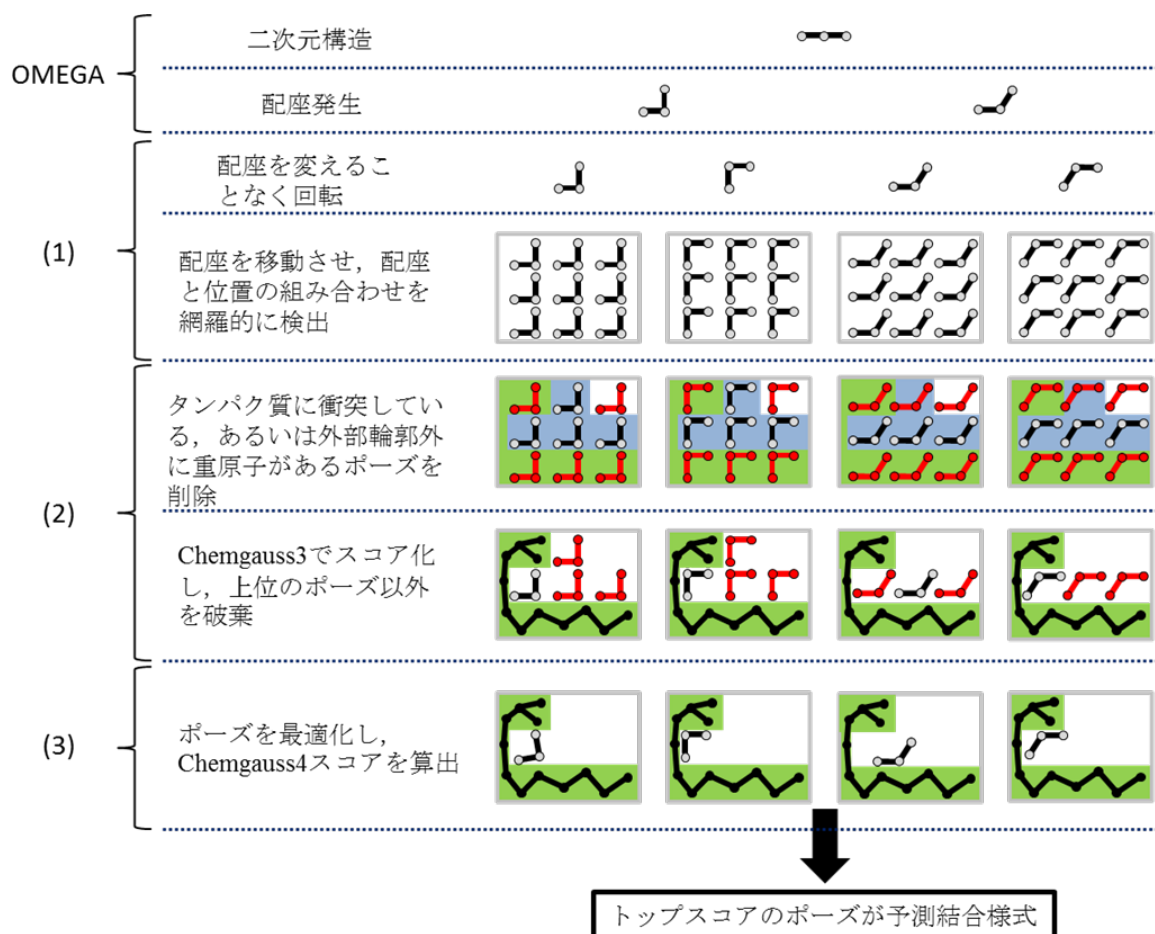 二次元構造
OMEGA
配座発生
配座を変えるこ
となく回転
(1)
配座を移動させ，配座
と位置の組み合わせを
網羅的に検出
タンパク質に衝突してい
る，あるいは外部輪郭外
に重原子があるポーズを
削除
(2)
Chemgauss3でスコア化
し，上位のポーズ以外
を破棄
(3)
ポーズを最適化し，
Chemgauss4スコアを算出
トップスコアのポーズが予測結合様式